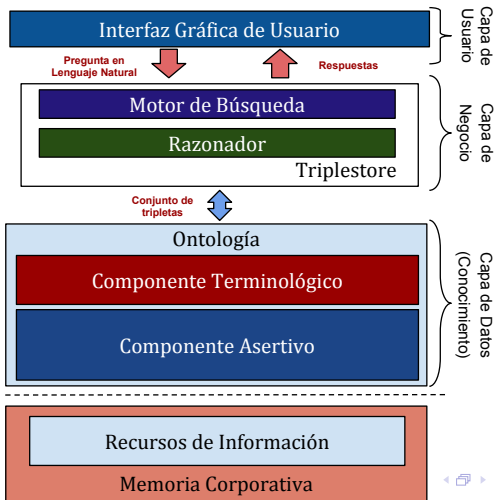 Interfaz Gráfica de Usuario
Capa de
Usuario
Pregunta en
Lenguaje Natural
Respuestas
Motor de Búsqueda
Razonador
Triplestore
Capa de
Negocio
Conjunto de
tripletas
Ontología
Componente Terminológico
Componente Asertivo
Capa de Datos
(Conocimiento)
Recursos de Información
Memoria Corporativa